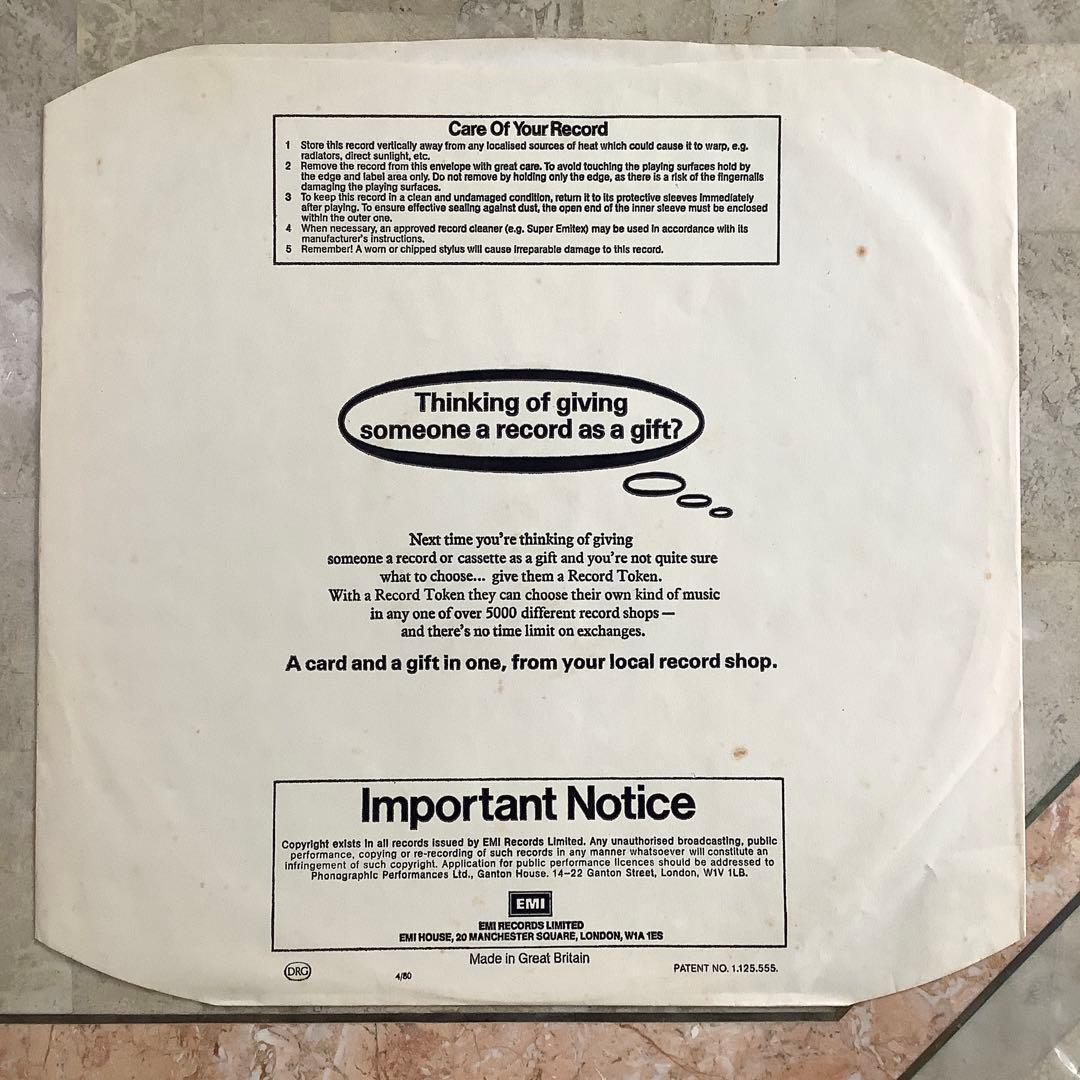 Care Of Your Record
1 Store this record vertically away from any localised sources of heat which could cause it to warp, e.g.
radiators, direct sunlight, etc.
2 Remove the record from this envelope with great care. To avoid touching the playing surfaces hold by
the edge and label area only. Do not remove by holding only the edge, as there is a risk of the fingernails
damaging the playing surfaces.
3 To keep this record in a clean and undamaged condition, return it to its protective sleeves immediately
after playing. To ensure effective sealing against dust, the open end of the inner sleeve must be enclosed
within the outer one.
4 When necessary, an approved record cleaner (e.g. Super Emitex) may be used in accordance with its
manufacturer's instructions.
5 Remember! A worn or chipped stylus will cause irreparable damage to this record.
Thinking of giving
someone a record as a gift?
Next time you're thinking of giving
someone a record or cassette as a gift and you're not quite sure
what to choose... give them a Record Token.
With a Record Token they can choose their own kind of music
in any one of over 5000 different record shops —
and there's no time limit on exchanges.
A card and a gift in one, from your local record shop.
Important Notice
Copyright exists in all records issued by EMI Records Limited. Any unauthorised broadcasting, public
performance, copying or re-recording of such records in any manner whatsoever will constitute an
infringement of such copyright. Application for public performance licences should be addressed to
Phonographic Performances Ltd., Ganton House. 14–22 Ganton Street, London, W1V 1LB.
EMI
EMI RECORDS LIMITED
EMI HOUSE, 20 MANCHESTER SQUARE, LONDON, W1A 1ES
Made in Great Britain
DRG 4/80 PATENT NO. 1.125.555.